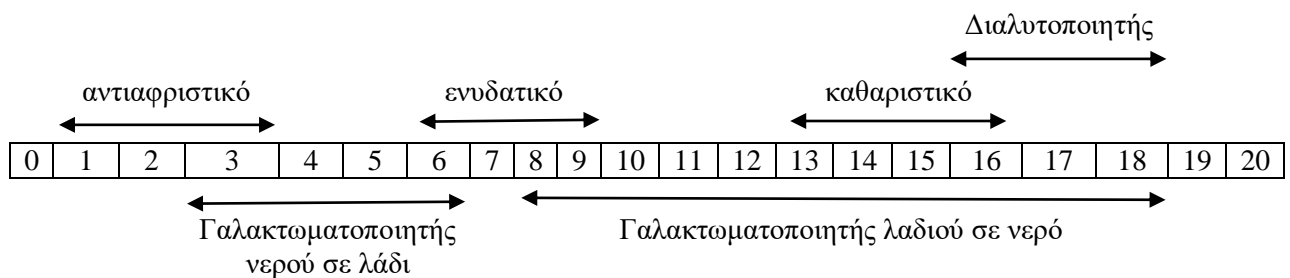 Διαλυτοποιητής
αντιαφριστικό ενυδατικό καθαριστικό
0 1 2 3 4 5 6 7 8 9 10 11 12 13 14 15 16 17 18 19 20
Γαλακτωματοποιητής Γαλακτωματοποιητής λαδιού σε νερό
νερού σε λάδι